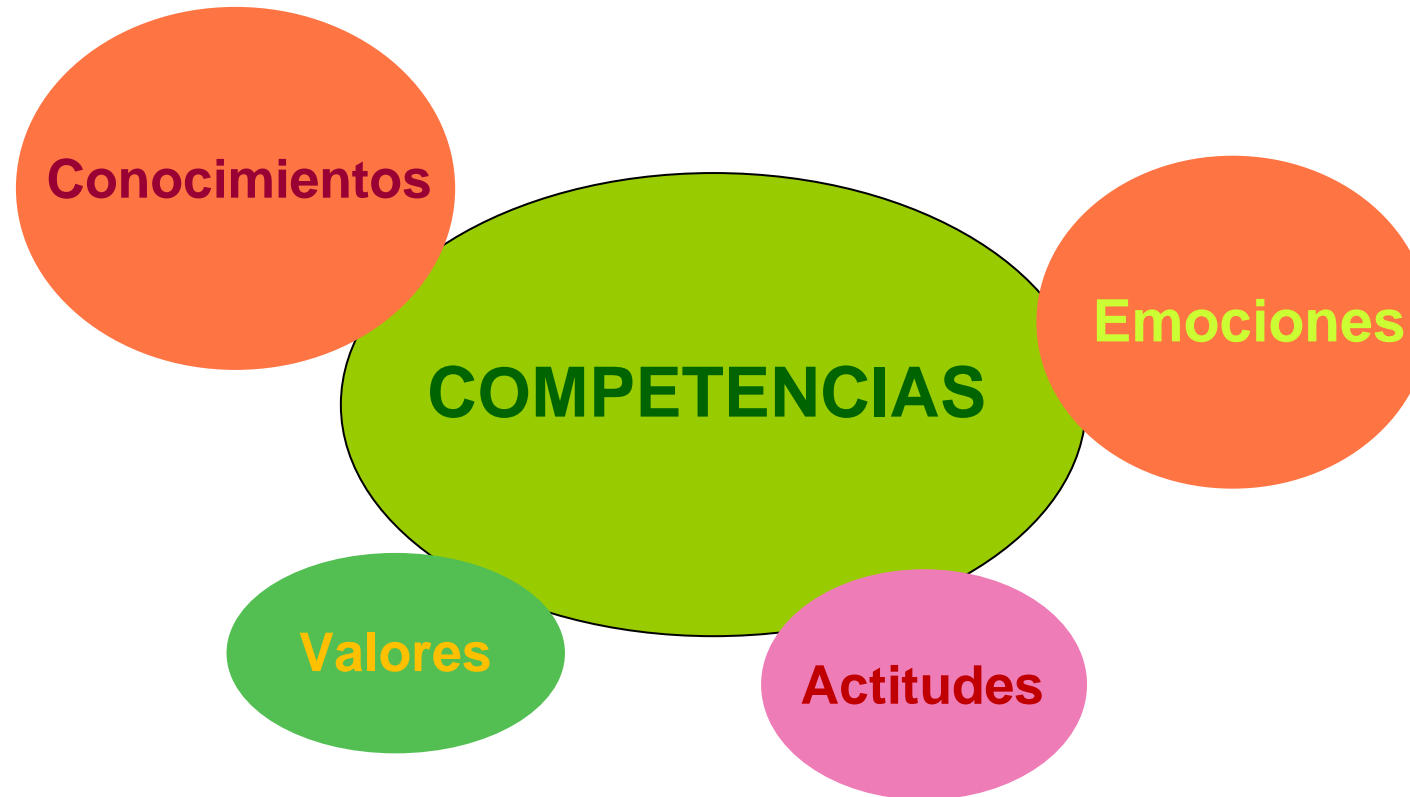 Conocimientos
Emociones
COMPETENCIAS
Valores
Actitudes